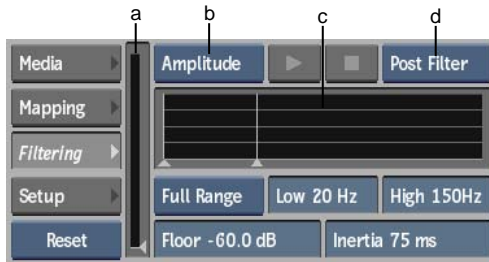 a b c d
Media Amplitude Post Filter
Mapping
Filtering
Setup Full Range Low 20 Hz High 150Hz
Reset Floor -60.0 dB Inertia 75 ms